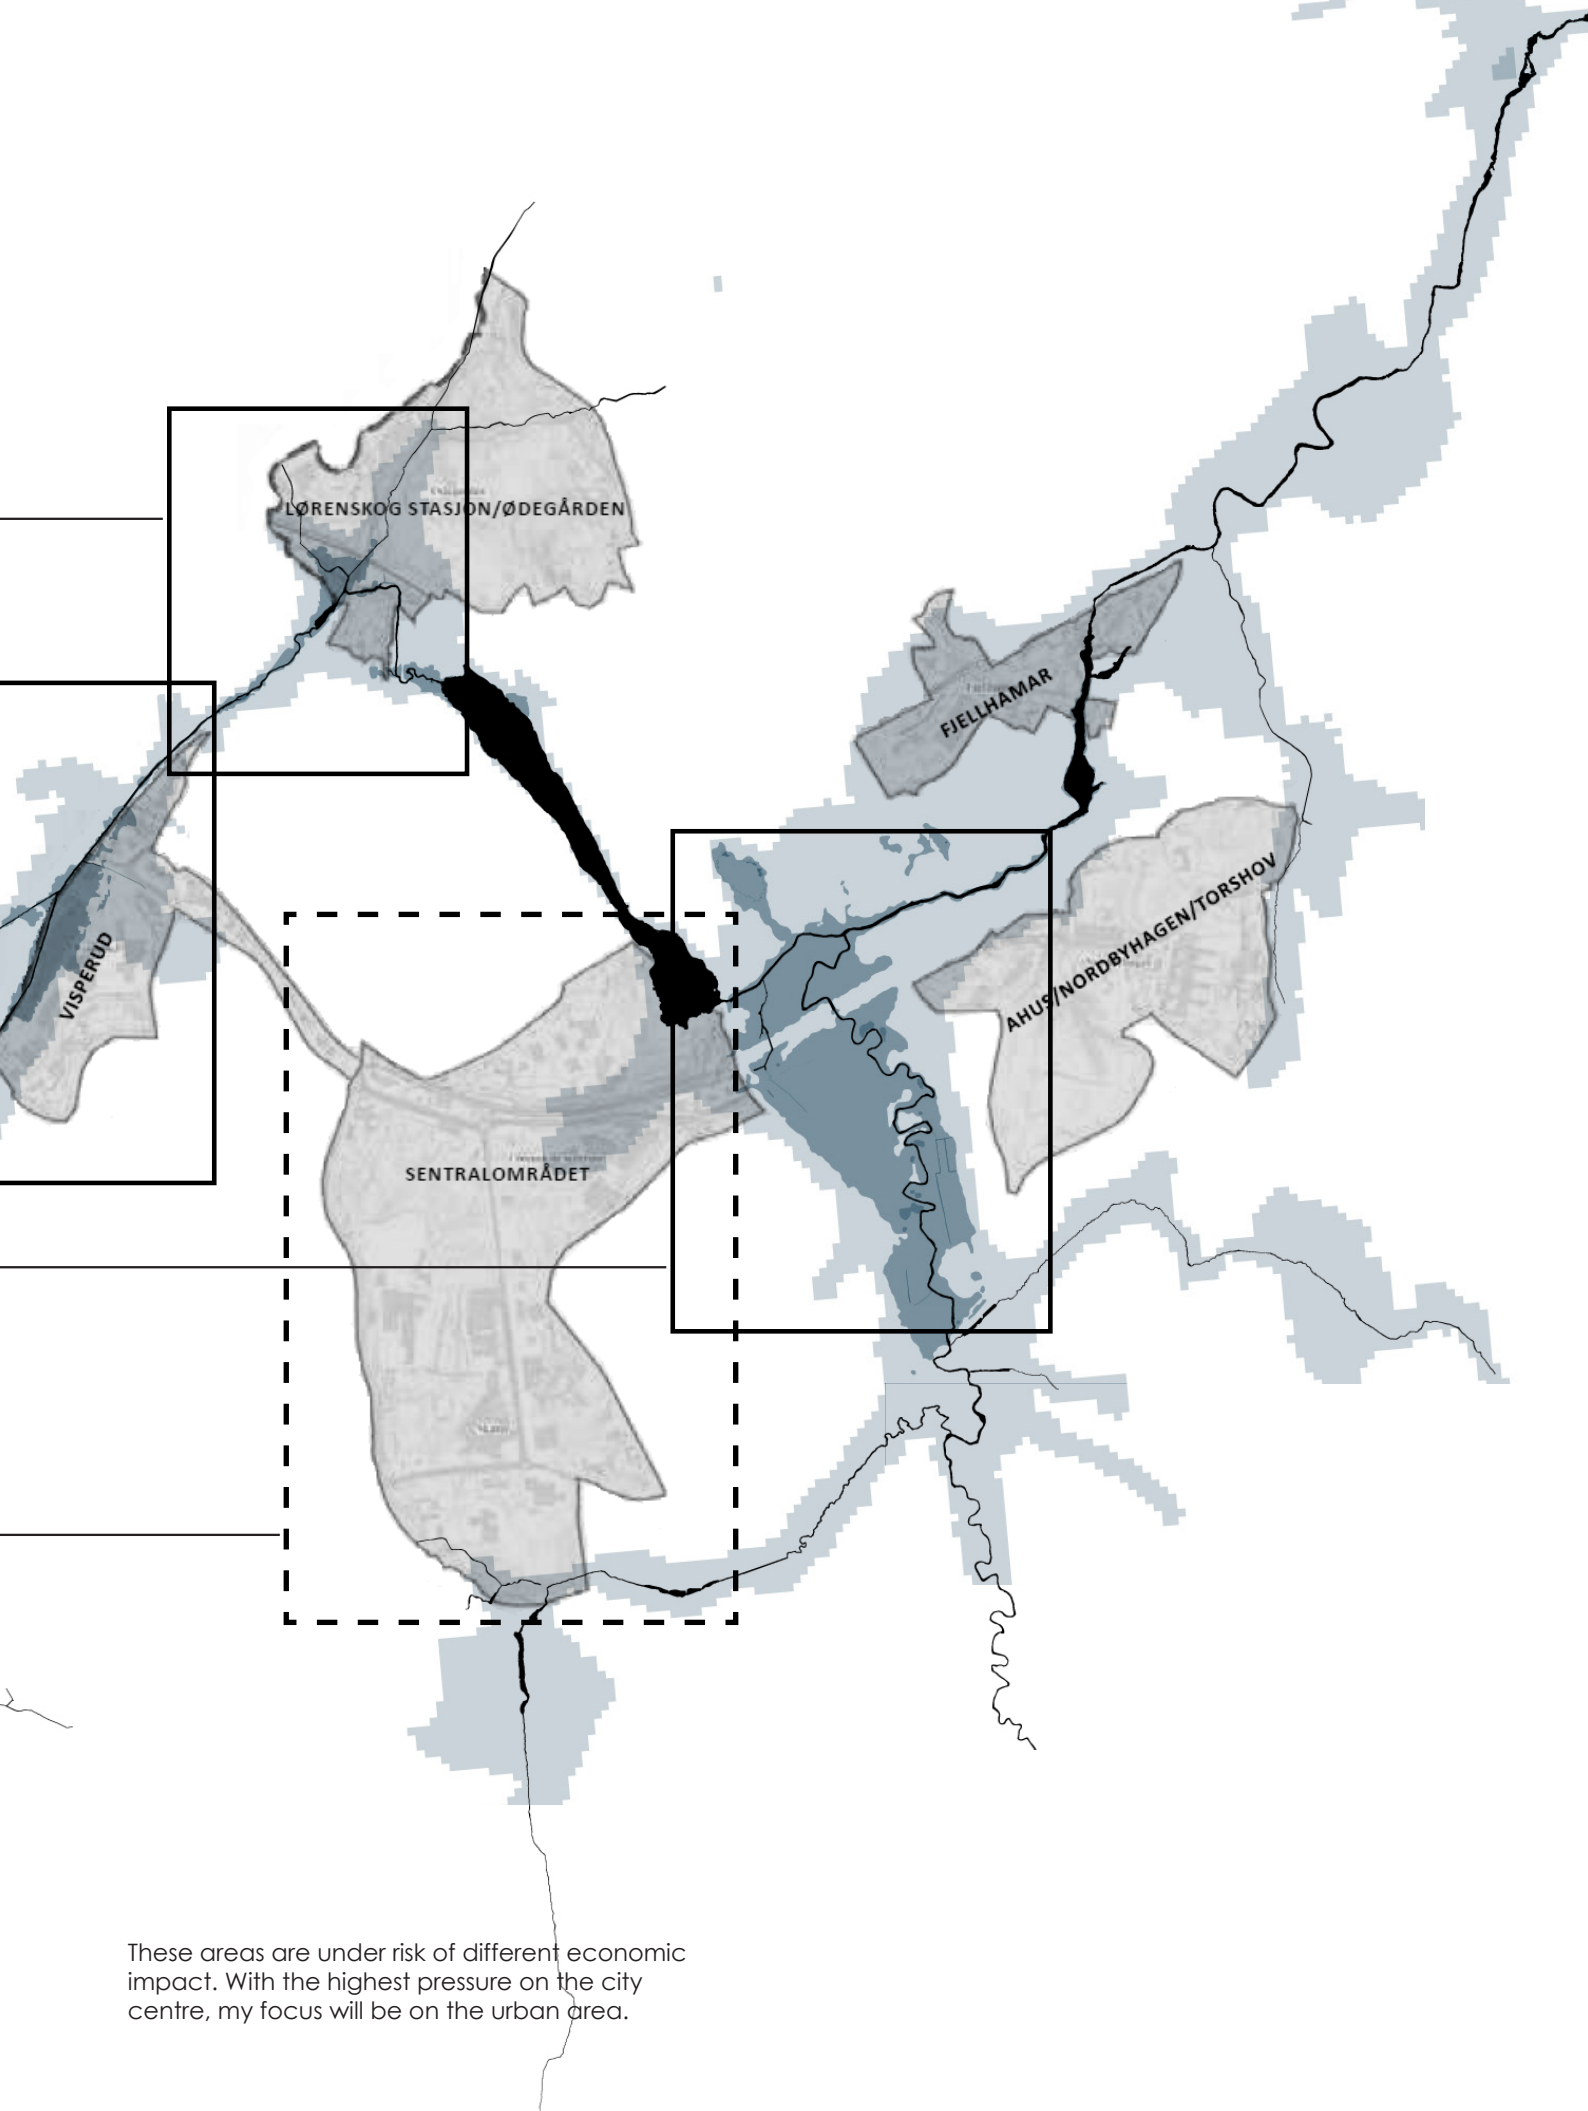 LØRENSKOG STASJON/ØDEGÅRDEN
FJELLHAMAR
AHUS/NORDBYHAGEN/TORSHOV
VISPERUD
SENTRALOMRÅDET
These areas are under risk of different economic
impact. With the highest pressure on the city
centre, my focus will be on the urban area.